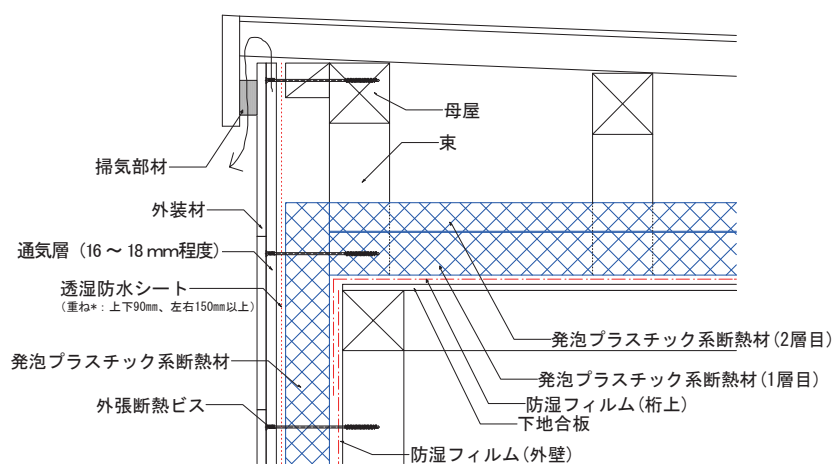 母屋
束
掃気部材
外装材
通気層（16～18mm程度）
透湿防水シート
（重ね*：上下90mm、左右150mm以上）
発泡プラスチック系断熱材
外張断熱ビス
発泡プラスチック系断熱材(2層目)
発泡プラスチック系断熱材(1層目)
防湿フィルム(桁上)
下地合板
防湿フィルム(外壁)